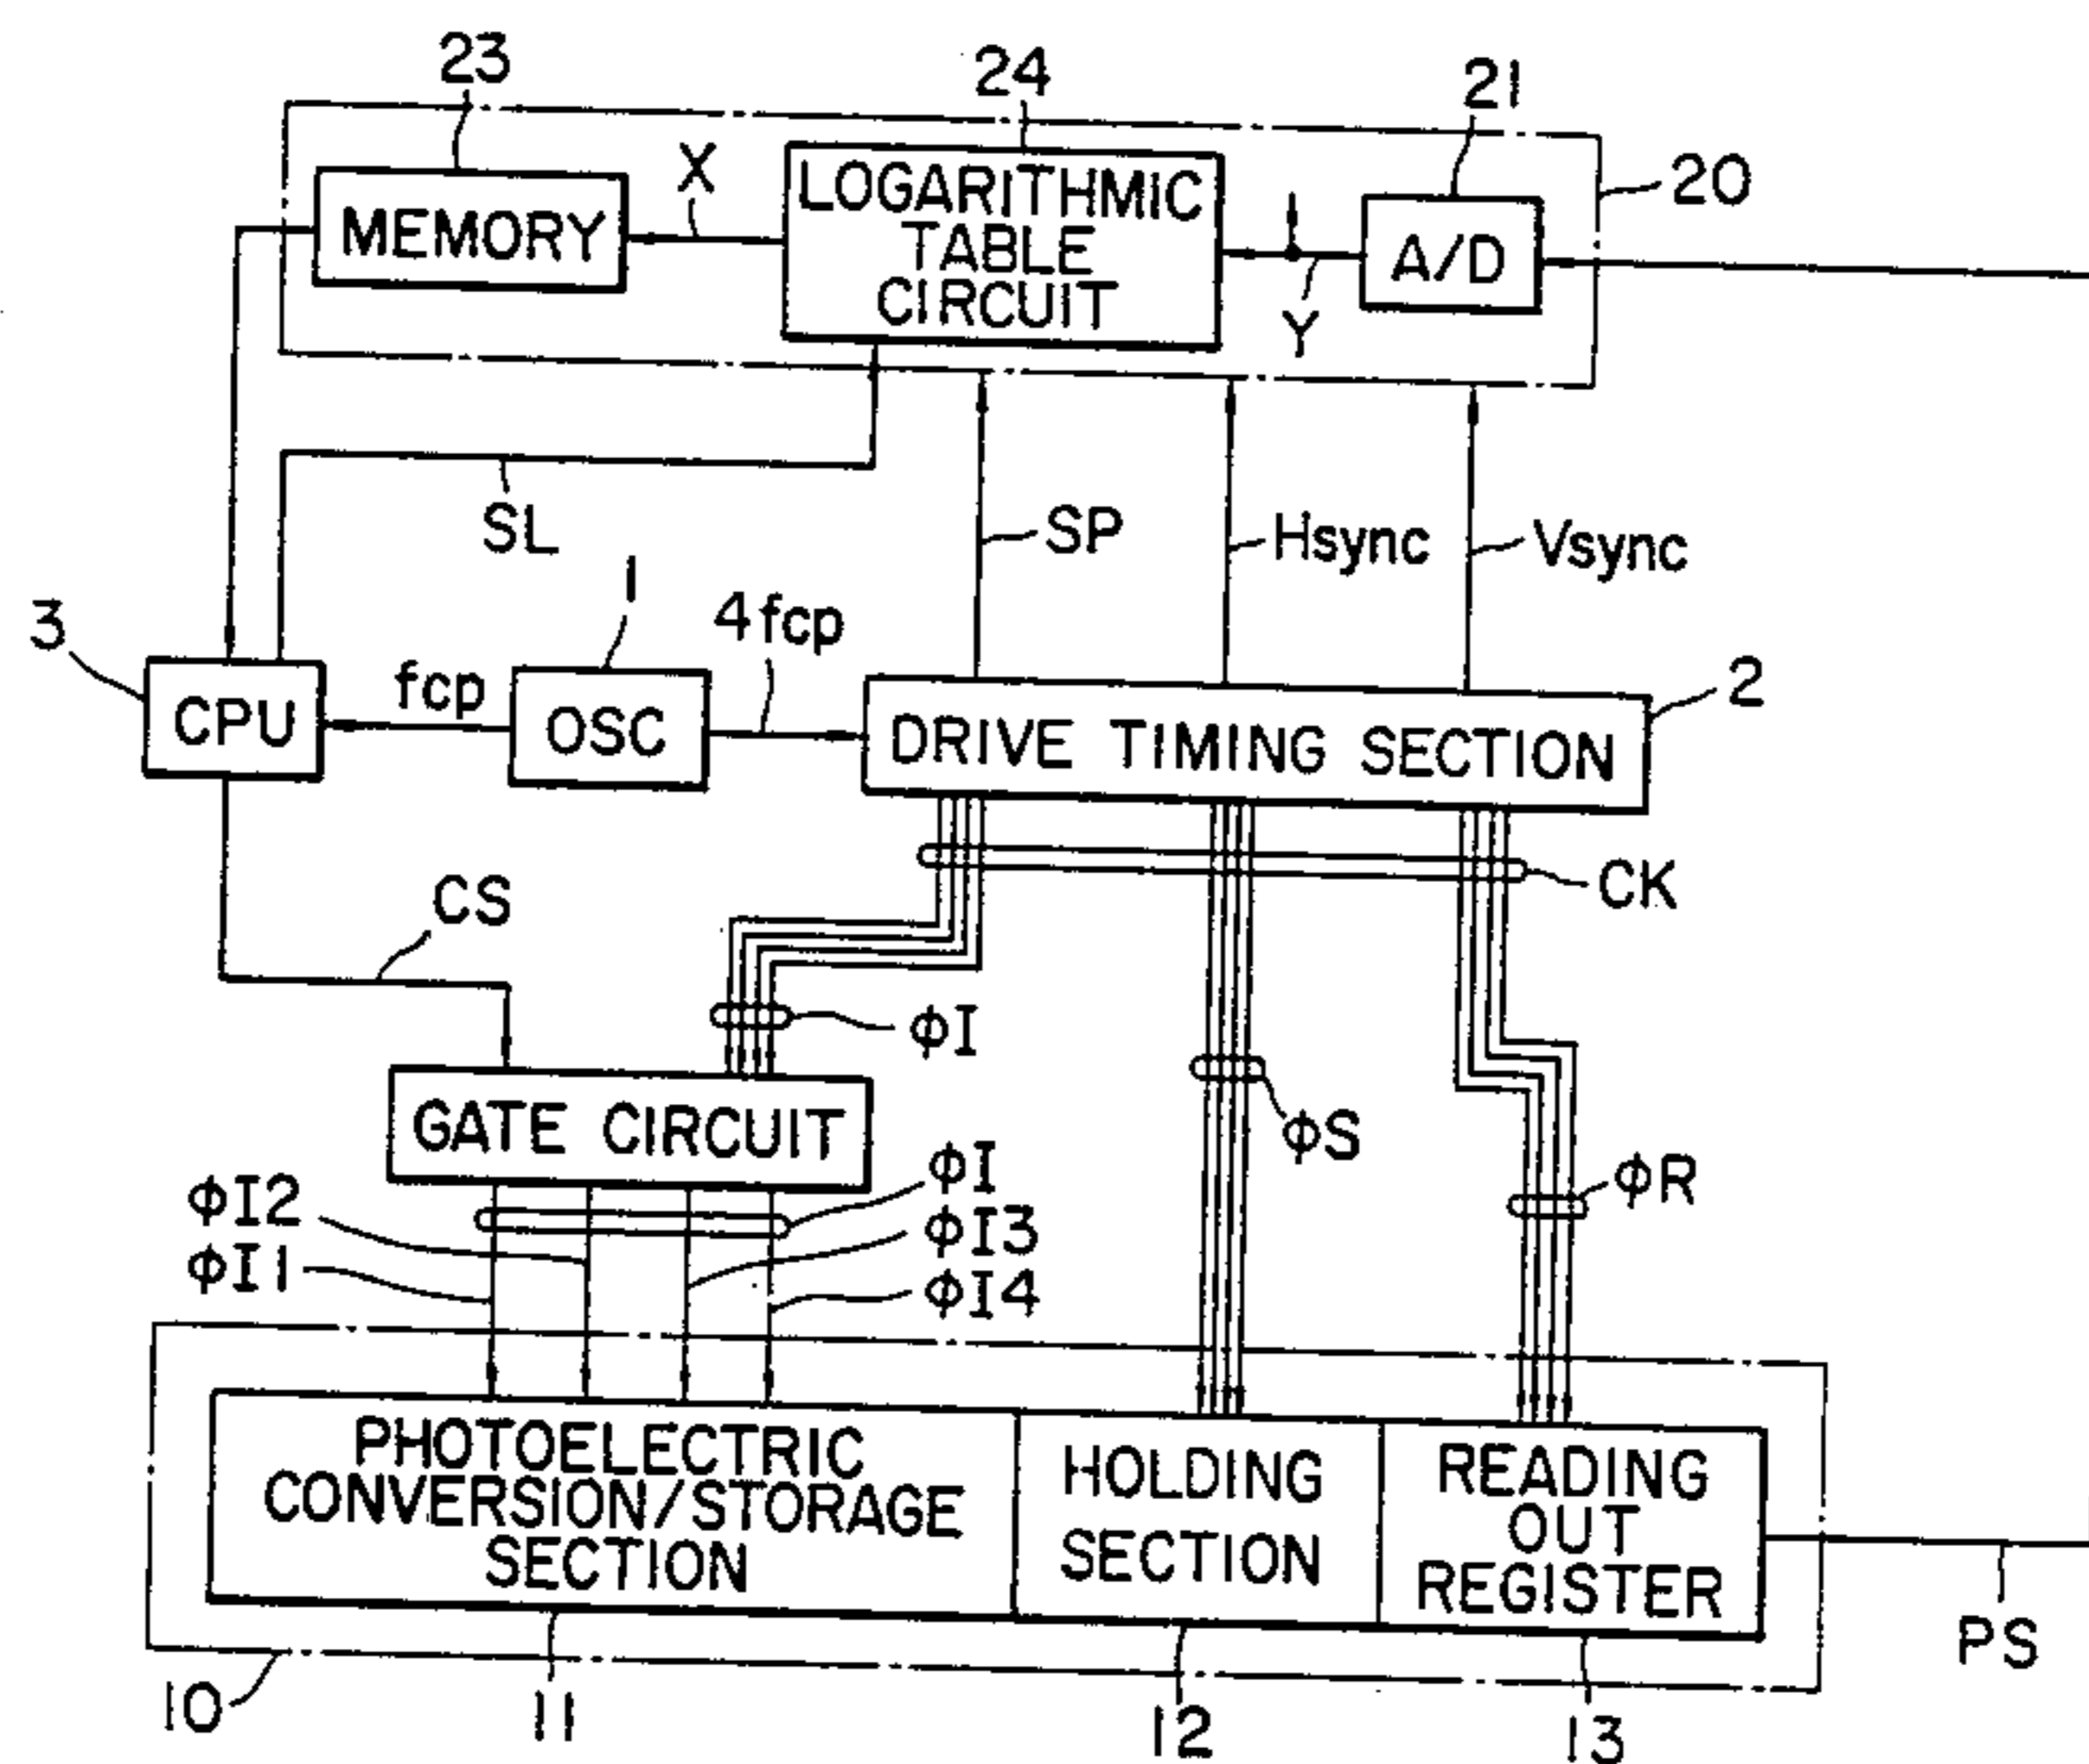 23
24
21
20
X
MEMORY
LOGARITHMIC
TABLE
CIRCUIT
A/D
Y
SL
SP
Hsync
Vsync
3
1
4fcp
2
fcp
CPU
OSC
DRIVE TIMING SECTION
CK
CS
φI
φS
GATE CIRCUIT
φI
φR
φI2
φI3
φI1
φI4
PHOTOELECTRIC
CONVERSION/STORAGE
SECTION
HOLDING
SECTION
READING
OUT
REGISTER
PS
10
11
12
13